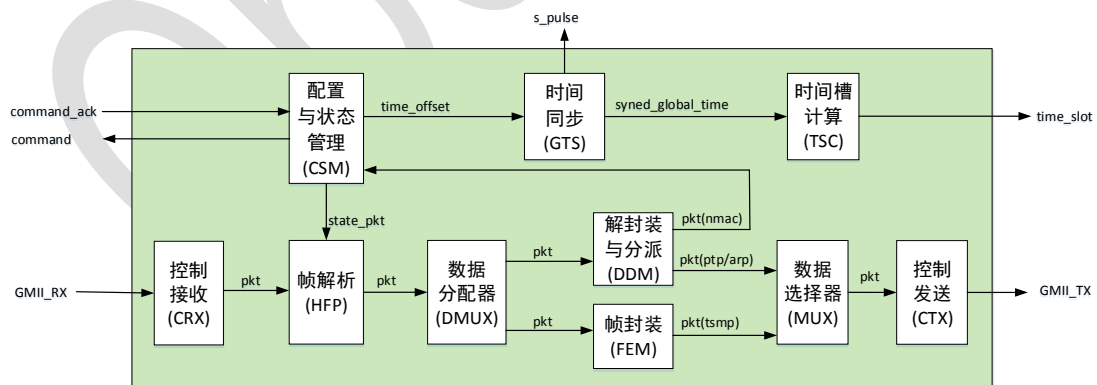 s_pulse
command_ack
command
配置
与状态
管理
(CSM)
time_offset
时间
同步
(GTS)
syned_global_time
时间槽
计算
(TSC)
time_slot
state_pkt
GMII_RX
控制
接收
(CRX)
pkt
帧解析
(HFP)
pkt
数据
分配器
(DMUX)
pkt
pkt
解封装
与分派
(DDM)
pkt(nmac)
pkt(ptp/arp)
帧封装
(FEM)
pkt(tsmp)
数据
选择器
(MUX)
pkt
控制
发送
(CTX)
GMII_TX